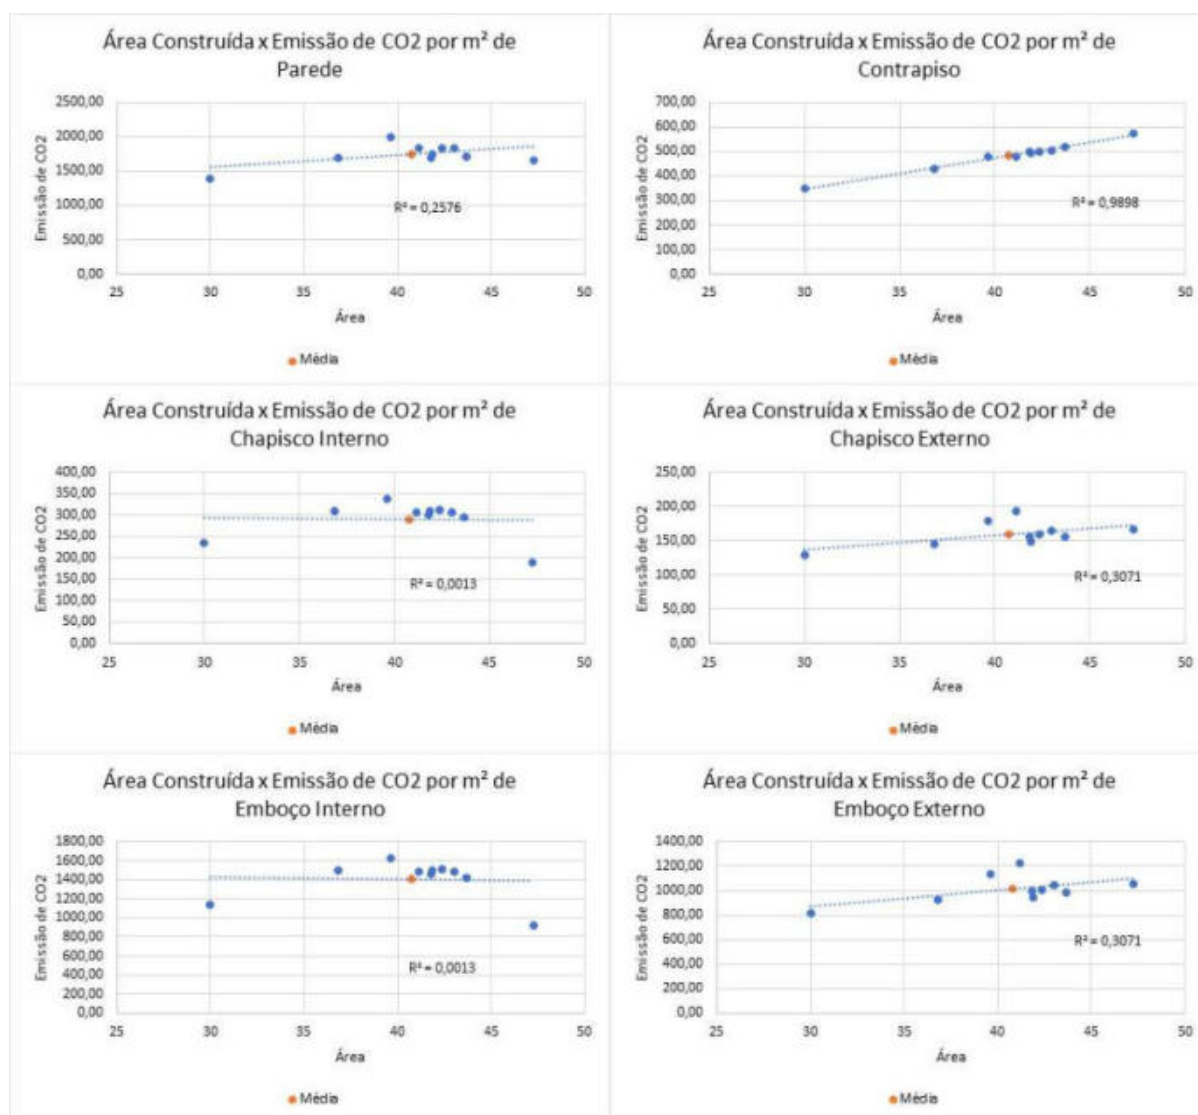 Área Construída x Emissão de CO2 por m² de
Parede
2500,00
2000,00
1500,00
1000,00
500,00
0,00
Emissão de CO2
R² = 0,2576
25 30 35 40 45 50
Área
Média
Área Construída x Emissão de CO2 por m² de
Contrapiso
700,00
600,00
500,00
400,00
300,00
200,00
100,00
0,00
Emissão de CO2
R² = 0,9898
25 30 35 40 45 50
Área
Média
Área Construída x Emissão de CO2 por m² de
Chapisco Interno
400,00
350,00
300,00
250,00
200,00
150,00
100,00
50,00
0,00
Emissão de CO2
R² = 0,0013
25 30 35 40 45 50
Área
Média
Área Construída x Emissão de CO2 por m² de
Chapisco Externo
250,00
200,00
150,00
100,00
50,00
0,00
Emissão de CO2
R² = 0,3071
25 30 35 40 45 50
Área
Média
Área Construída x Emissão de CO2 por m² de
Emboço Interno
1800,00
1600,00
1400,00
1200,00
1000,00
800,00
600,00
400,00
200,00
0,00
Emissão de CO2
R² = 0,0013
25 30 35 40 45 50
Área
Média
Área Construída x Emissão de CO2 por m² de
Emboço Externo
1400,00
1200,00
1000,00
800,00
600,00
400,00
200,00
0,00
Emissão de CO2
R² = 0,3071
25 30 35 40 45 50
Área
Média